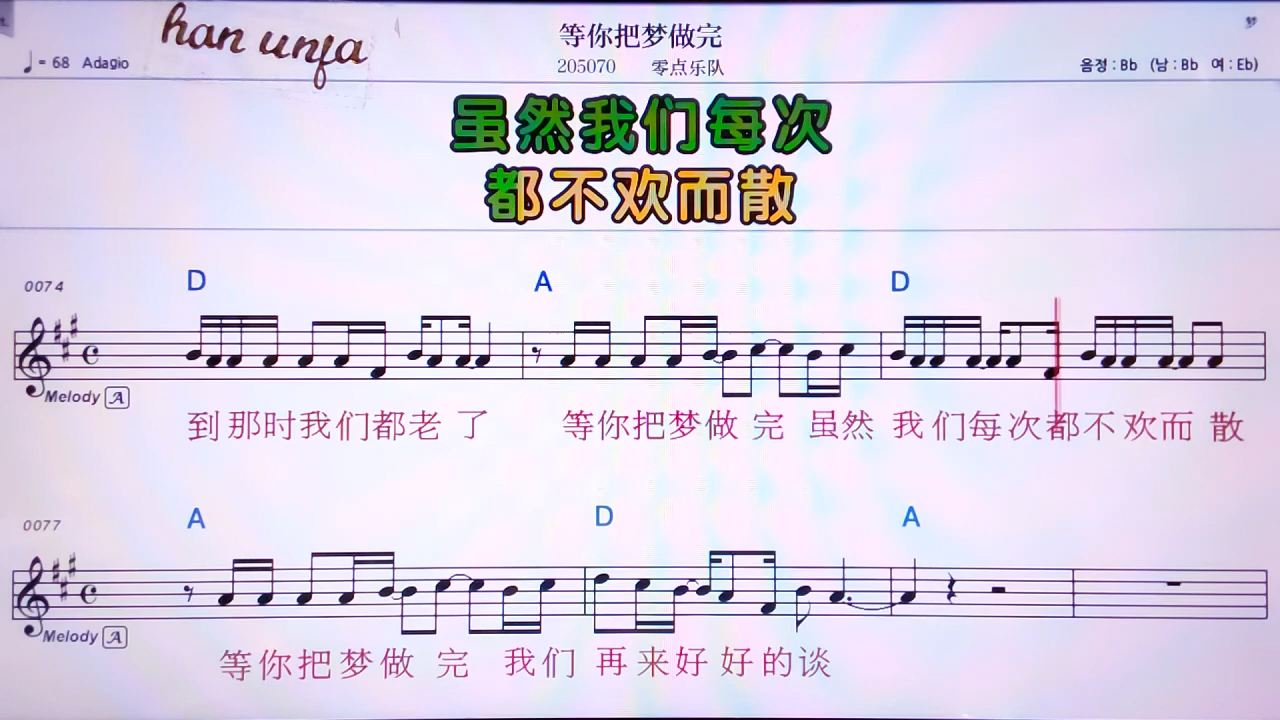 han unfa
等你把梦做完
♩= 68 Adagio
205070 零点乐队
음정 : Bb (남 : Bb 여 : Eb)
虽然我们每次
都不欢而散
0074
D A D
Melody A
到那时我们都老了 等你把梦做完 虽然我们每次都不欢而散
0077
A D A
Melody A
等你把梦做完 我们再来好好的谈